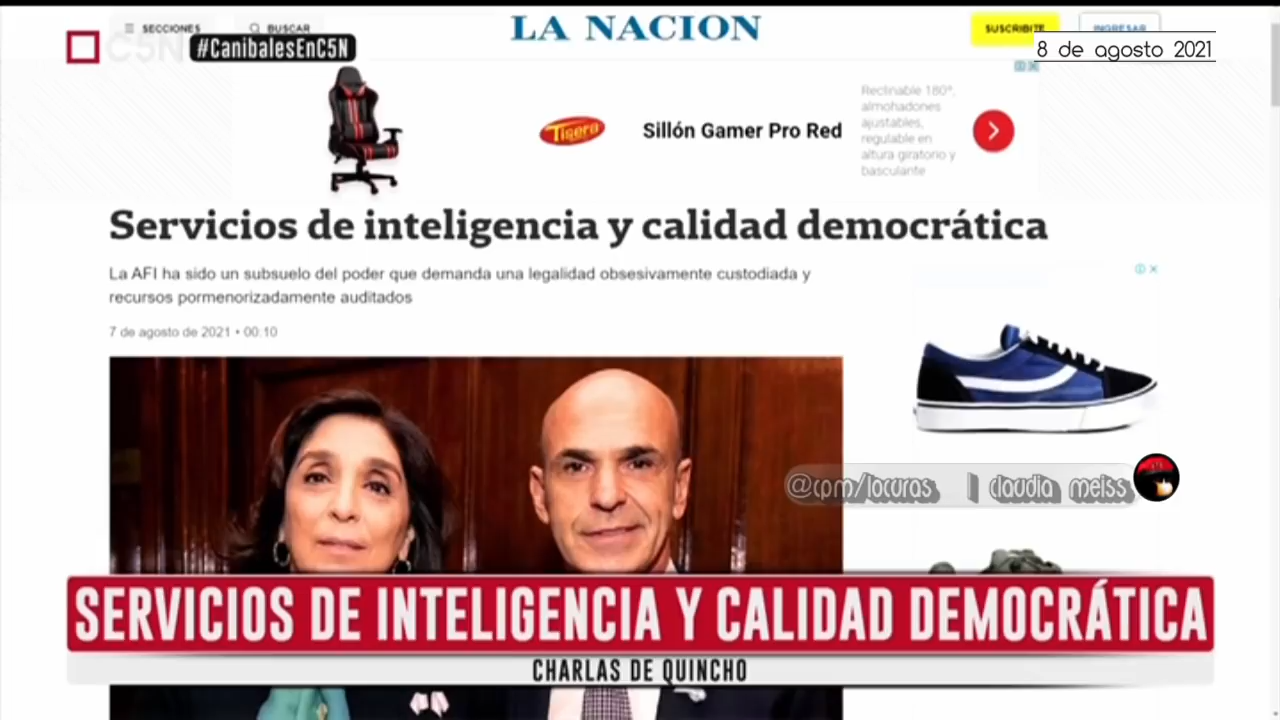 SECCIONES
BUSCAR
LA NACION
SUSCRIBITE
INGRESAR
C5N
#CanibalesEnC5N
8 de agosto 2021
Tisera
Sillón Gamer Pro Red
Reclinable 180°,
almohadones
ajustables,
regulable en
altura giratorio y
basculante
Servicios de inteligencia y calidad democrática
La AFI ha sido un subsuelo del poder que demanda una legalidad obsesivamente custodiada y
recursos pormenorizadamente auditados
7 de agosto de 2021 • 00:10
@cpm/locuras | claudia meiss
SERVICIOS DE INTELIGENCIA Y CALIDAD DEMOCRÁTICA
CHARLAS DE QUINCHO